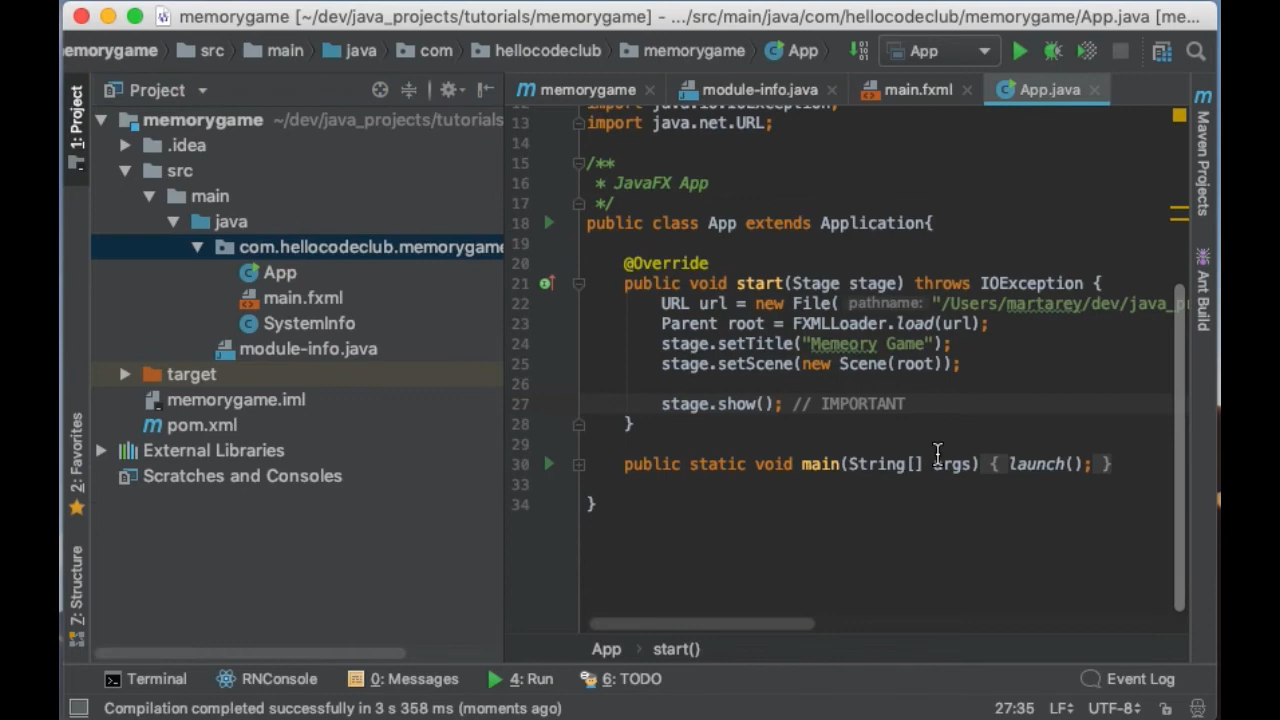 memorygame [~/dev/java_projects/tutorials/memorygame] - .../src/main/java/com/hellocodeclub/memorygame/App.java [me...
emorygame src main java com hellocodeclub memorygame App App
1: Project
Project
memorygame ~/dev/java_projects/tutorials
.idea
src
main
java
com.hellocodeclub.memorygame
App
main.fxml
SystemInfo
module-info.java
target
memorygame.iml
pom.xml
External Libraries
Scratches and Consoles
2: Favorites
Z: Structure
memorygame module-info.java main.fxml App.java
12 import java.io.IOException;
13 import java.net.URL;
14
15 /**
16 * JavaFX App
17 */
18 public class App extends Application{
19
20 @Override
21 public void start(Stage stage) throws IOException {
22 URL url = new File( pathname: "/Users/martarey/dev/java_p
23 Parent root = FXMLLoader.load(url);
24 stage.setTitle("Memeory Game");
25 stage.setScene(new Scene(root));
26
27 stage.show(); // IMPORTANT
28 }
29
30 public static void main(String[] args) { launch(); }
33
34 }
App › start()
Maven Projects
Ant Build
Terminal RNConsole 0: Messages 4: Run 6: TODO Event Log
Compilation completed successfully in 3 s 358 ms (moments ago) 27:35 LF UTF-8